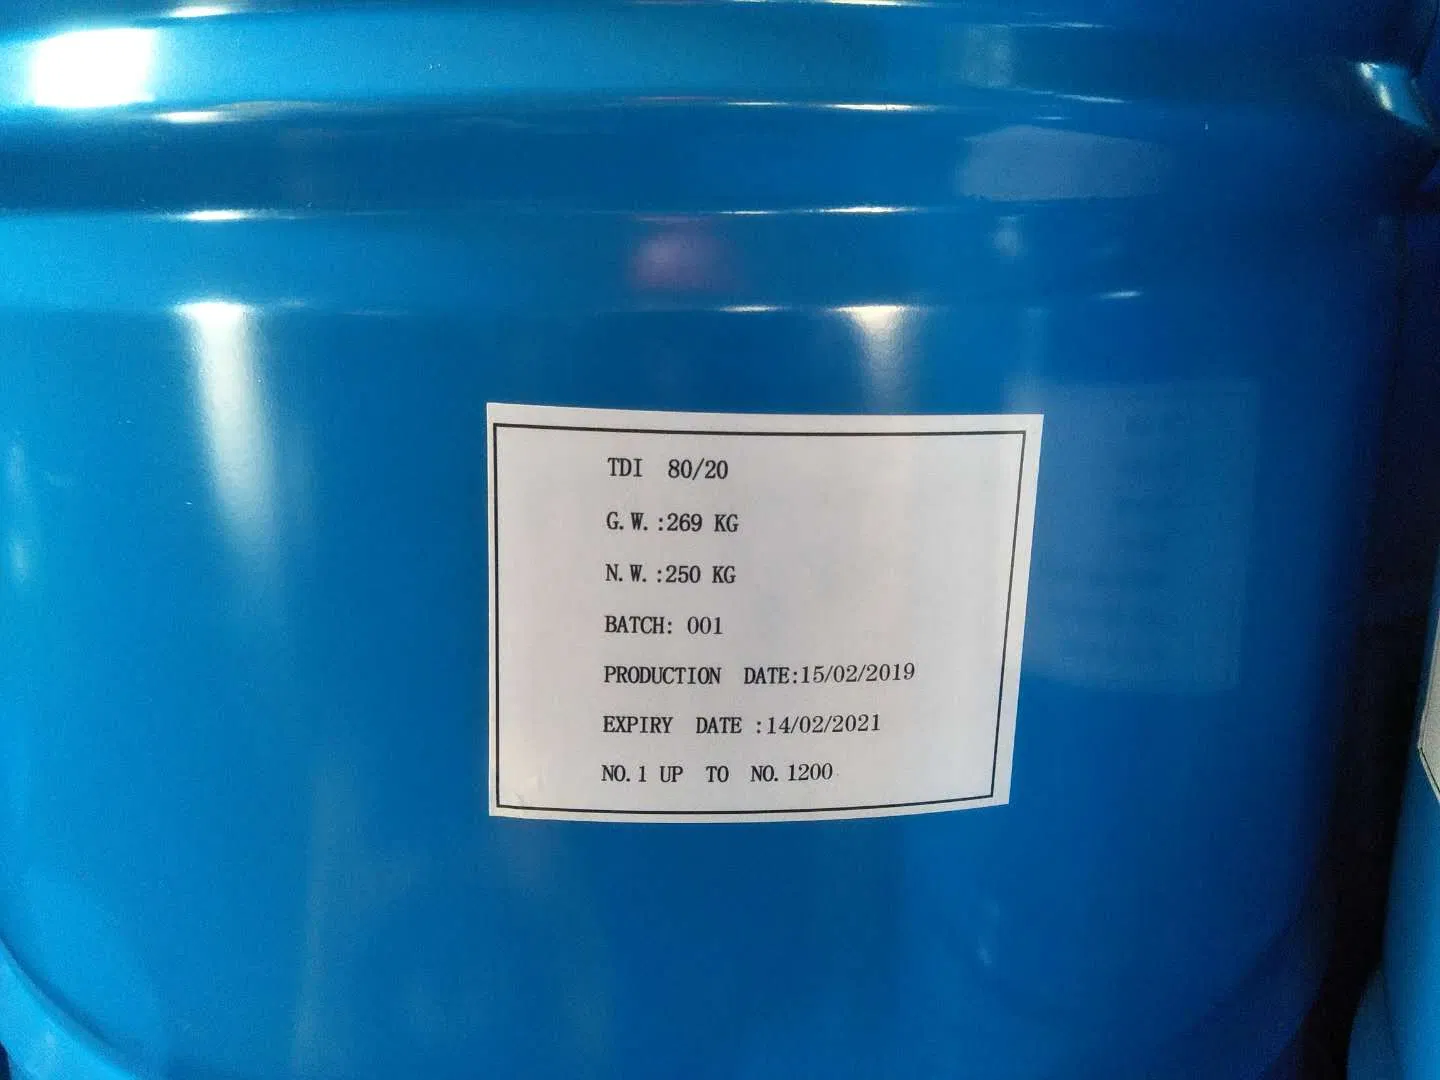 TDI 80/20
G.W.:269 KG
N.W.:250 KG
BATCH: 001
PRODUCTION DATE:15/02/2019
EXPIRY DATE :14/02/2021
NO.1 UP TO NO.1200